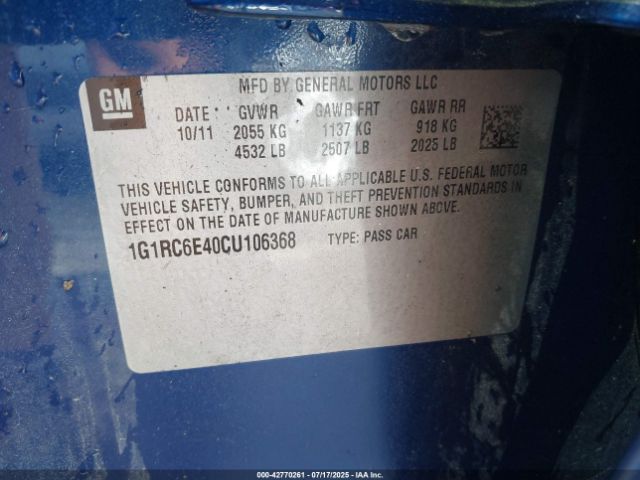 GM
MFD BY GENERAL MOTORS LLC
DATE GVWR GAWR FRT GAWR RR
10/11 2055 KG 1137 KG 918 KG
4532 LB 2507 LB 2025 LB
THIS VEHICLE CONFORMS TO ALL APPLICABLE U.S. FEDERAL MOTOR
VEHICLE SAFETY, BUMPER, AND THEFT PREVENTION STANDARDS IN
EFFECT ON THE DATE OF MANUFACTURE SHOWN ABOVE.
1G1RC6E40CU106368 TYPE: PASS CAR
000-42770261 - 07/17/2025 - IAA Inc.